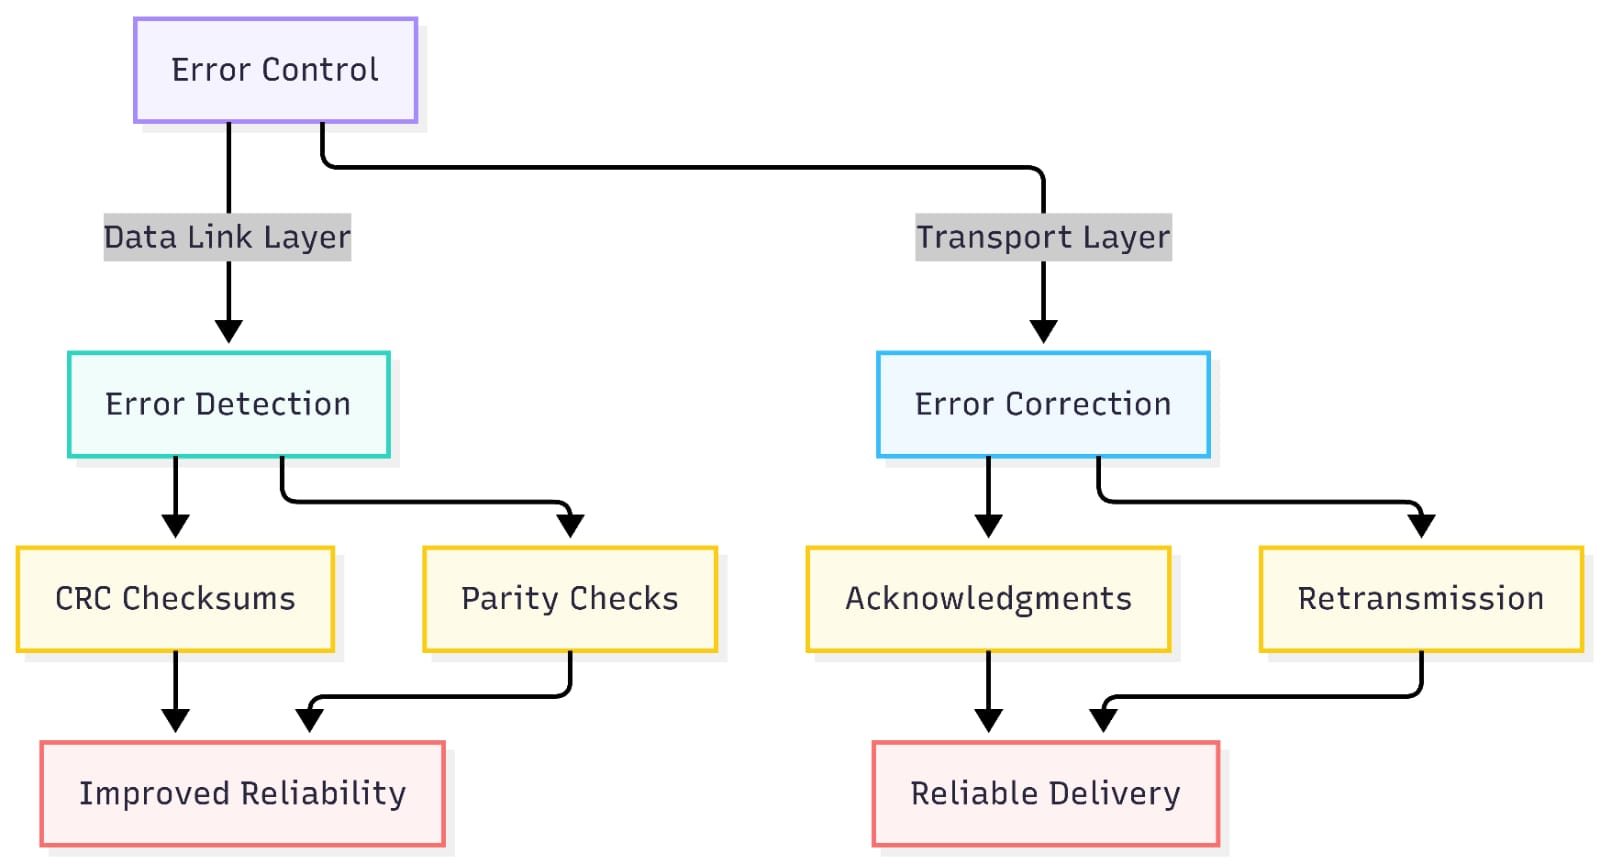 Error Control
Data Link Layer
Transport Layer
Error Detection
Error Correction
CRC Checksums
Parity Checks
Acknowledgments
Retransmission
Improved Reliability
Reliable Delivery